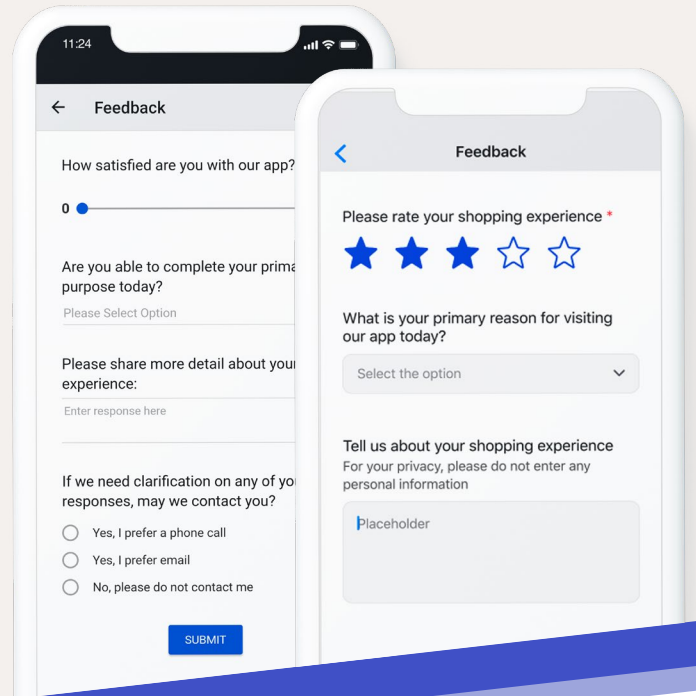 11:24
Feedback
How satisfied are you with our app?
0
Are you able to complete your
purpose today?
Please Select Option
Please share more detail about your
experience:
Enter response here
If we need clarification on any of
responses, may we contact you?
Yes, I prefer a phone call
Yes, I prefer email
No, please do not contact me
SUBMIT
Feedback
Please rate your shopping experience *
What is your primary reason for visiting
our app today?
Select the option
Tell us about your shopping experience
For your privacy, please do not enter any
personal information
Placeholder